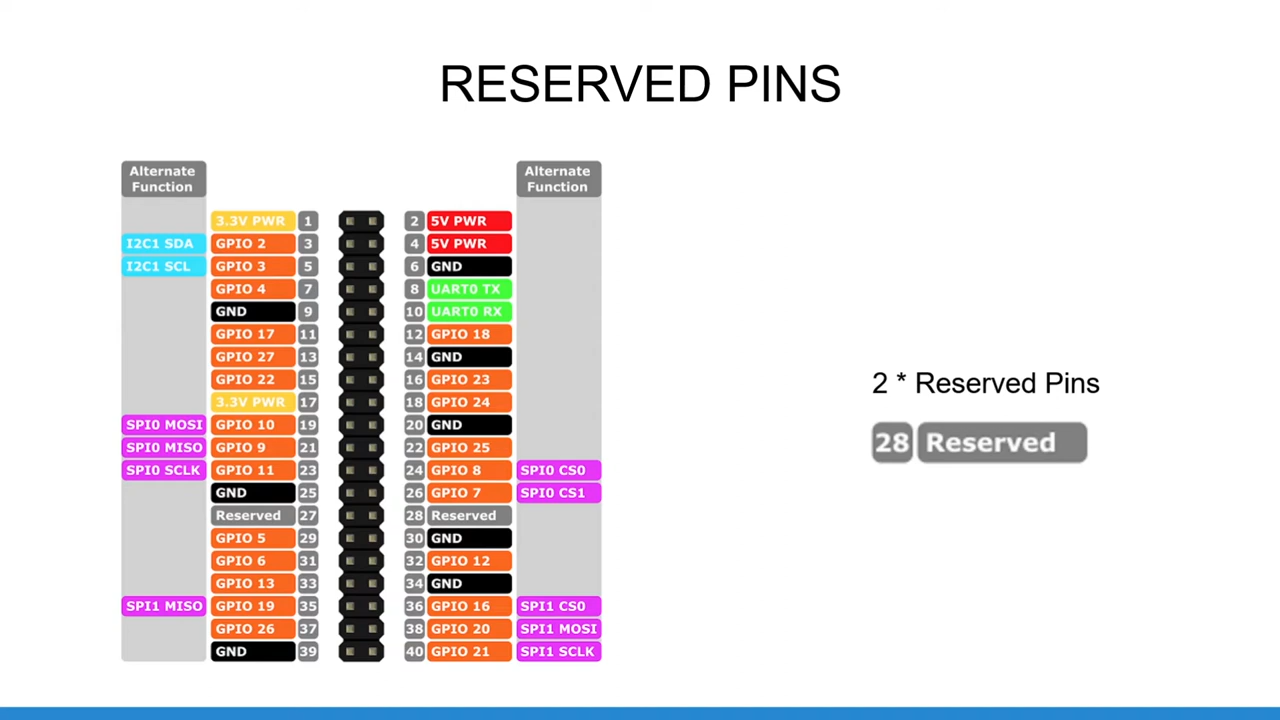 RESERVED PINS
Alternate Function Alternate Function
3.3V PWR 1 2 5V PWR
I2C1 SDA GPIO 2 3 4 5V PWR
I2C1 SCL GPIO 3 5 6 GND
GPIO 4 7 8 UART0 TX
GND 9 10 UART0 RX
GPIO 17 11 12 GPIO 18
GPIO 27 13 14 GND
GPIO 22 15 16 GPIO 23
3.3V PWR 17 18 GPIO 24
SPI0 MOSI GPIO 10 19 20 GND
SPI0 MISO GPIO 9 21 22 GPIO 25
SPI0 SCLK GPIO 11 23 24 GPIO 8 SPI0 CS0
GND 25 26 GPIO 7 SPI0 CS1
Reserved 27 28 Reserved
GPIO 5 29 30 GND
GPIO 6 31 32 GPIO 12
GPIO 13 33 34 GND
SPI1 MISO GPIO 19 35 36 GPIO 16 SPI1 CS0
GPIO 26 37 38 GPIO 20 SPI1 MOSI
GND 39 40 GPIO 21 SPI1 SCLK
2 * Reserved Pins
28 Reserved